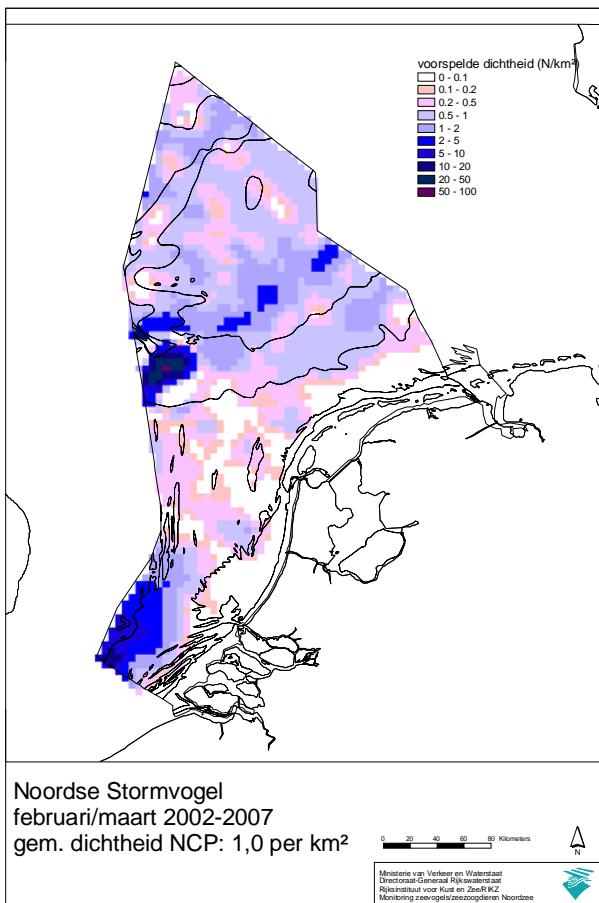 voorspelde dichtheid (N/km²)
0 - 0.1
0.1 - 0.2
0.2 - 0.5
0.5 - 1
1 - 2
2 - 5
5 - 10
10 - 20
20 - 50
50 - 100
Noordse Stormvogel
februari/maart 2002-2007
gem. dichtheid NCP: 1,0 per km²
0 20 40 60 80 Kilometers
N
Ministerie van Verkeer en Waterstaat
Directoraat-Generaal Rijkswaterstaat
Rijksinstituut voor Kust en Zee/RIKZ
Monitoring zeevogels/zeezoogdieren Noordzee